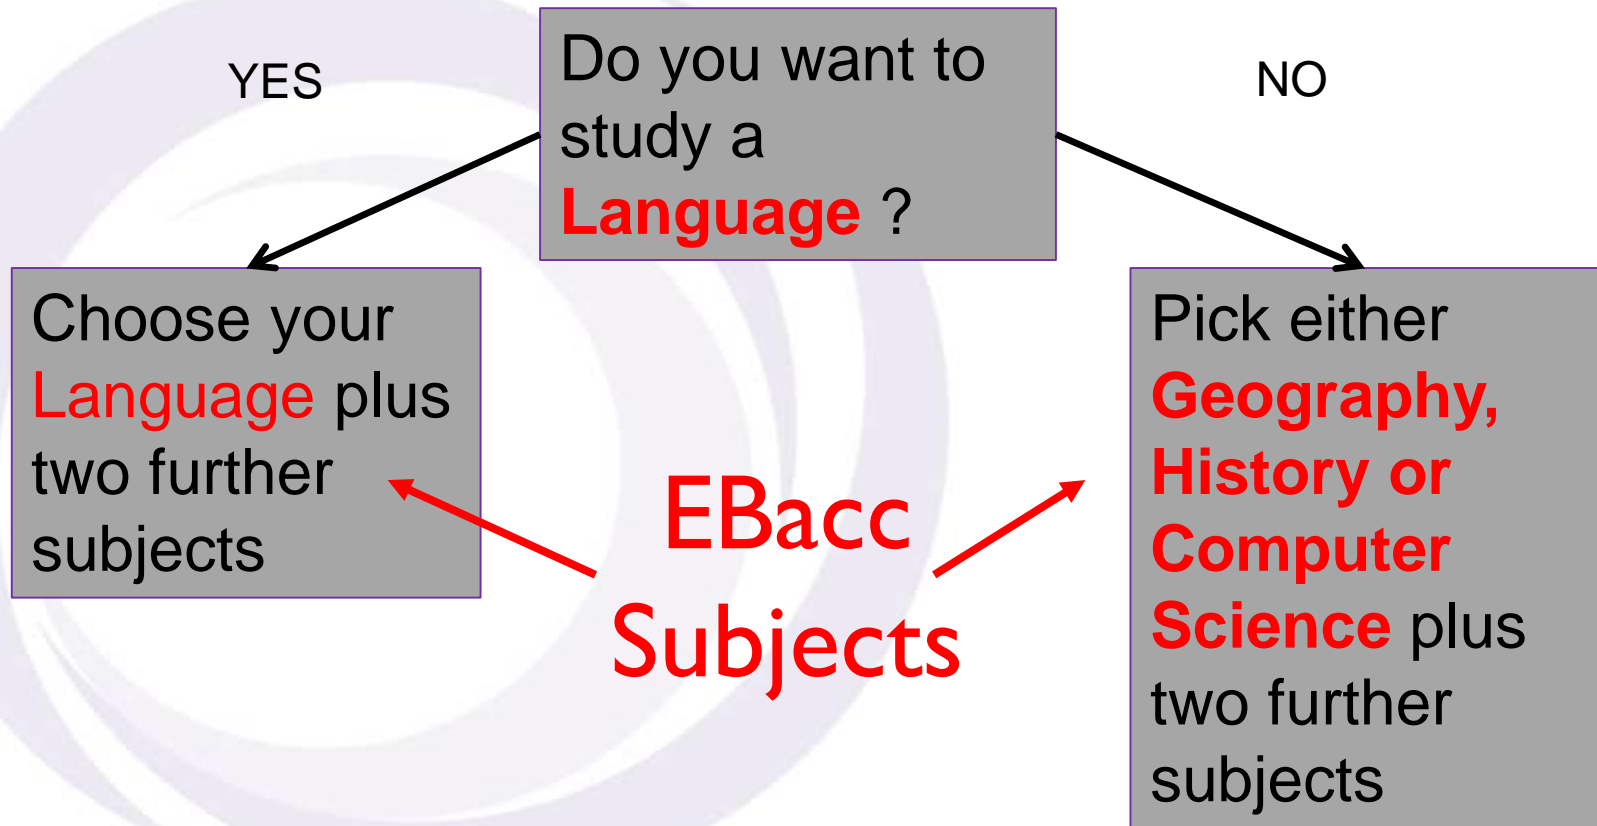 YES
Do you want to
study a
Language ?
NO
Choose your
Language plus
two further
subjects
EBacc
Subjects
Pick either
Geography,
History or
Computer
Science plus
two further
subjects